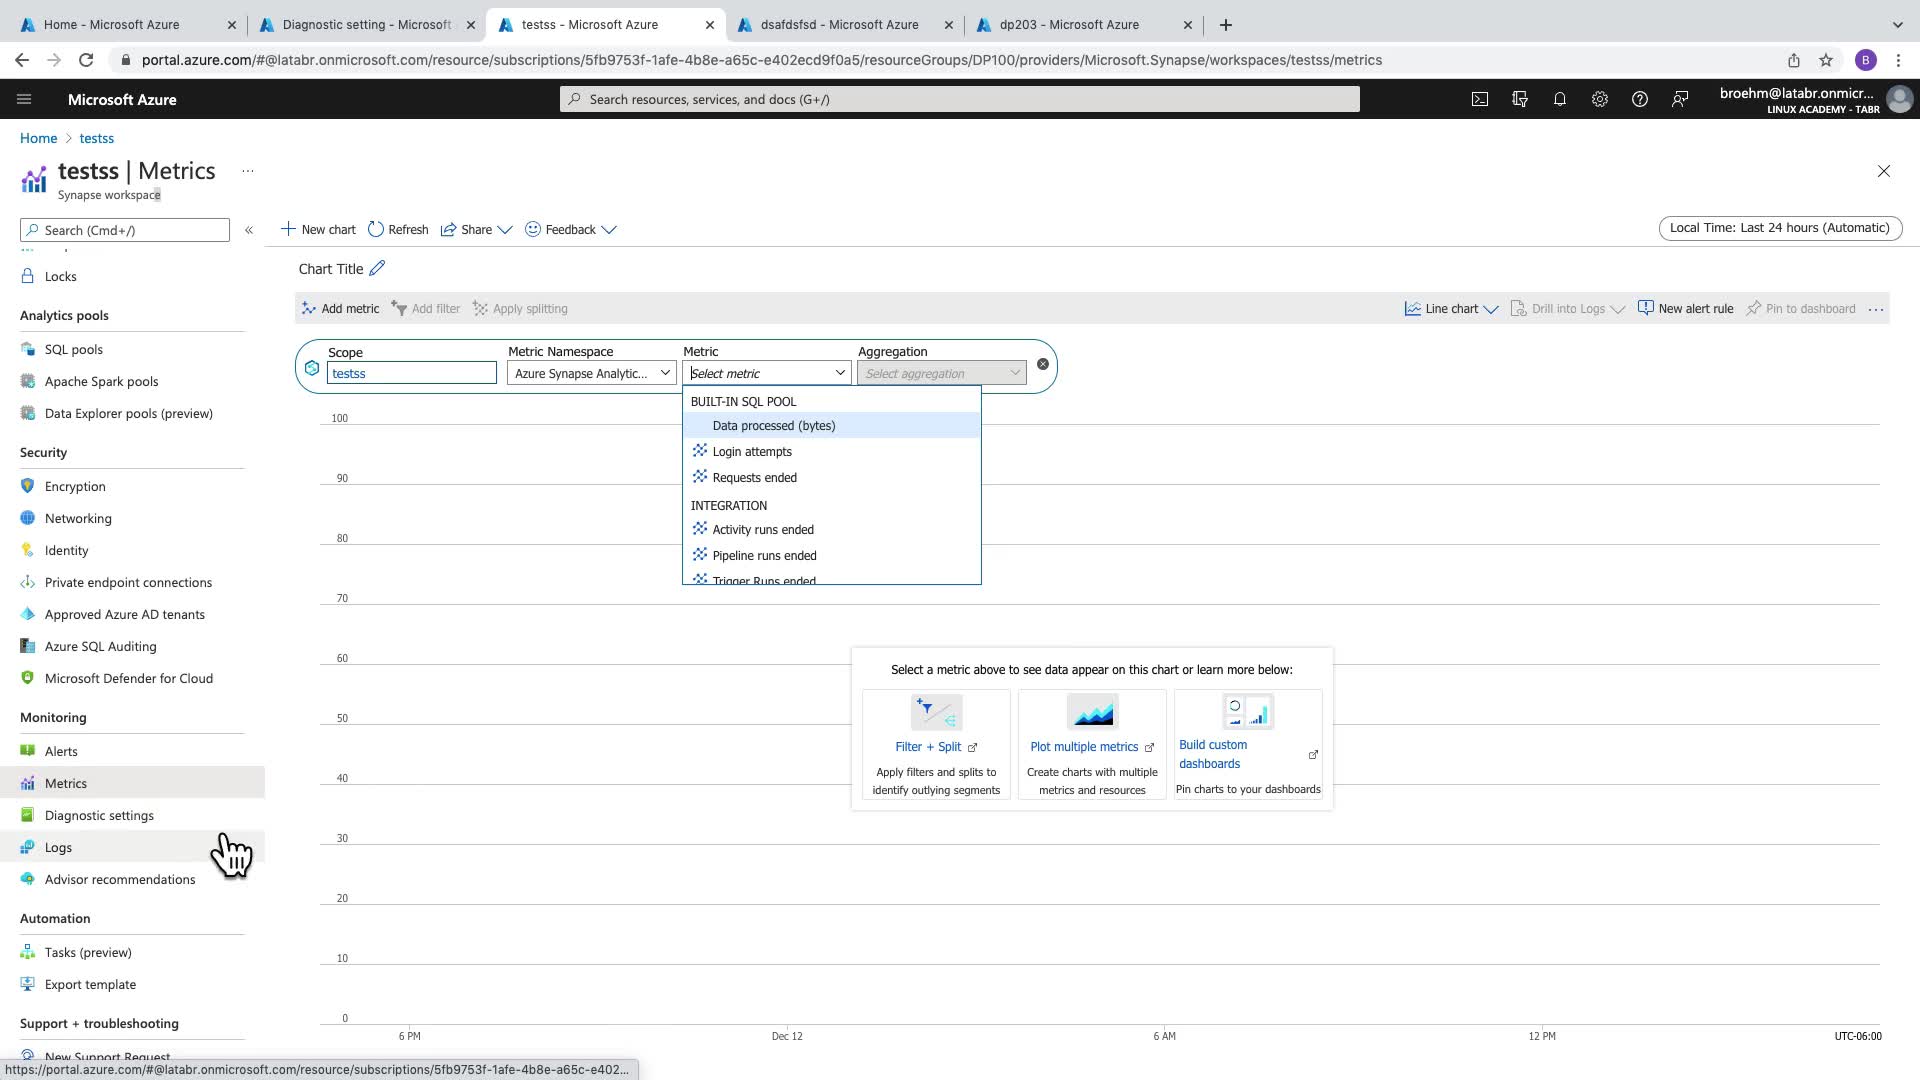 Home - Microsoft Azure
Diagnostic setting - Microsoft
testss - Microsoft Azure
dsafdsfsd - Microsoft Azure
dp203 - Microsoft Azure
portal.azure.com/#@latabr.onmicrosoft.com/resource/subscriptions/5fb9753f-1afe-4b8e-a65c-e402ecd9f0a5/resourceGroups/DP100/providers/Microsoft.Synapse/workspaces/testss/metrics
B
Microsoft Azure
Search resources, services, and docs (G+/)
broehm@latabr.onmicr...
LINUX ACADEMY - TABR
Home > testss
testss | Metrics ...
Synapse workspace
Search (Cmd+/) «
New chart Refresh Share Feedback
Local Time: Last 24 hours (Automatic)
Locks
Analytics pools
SQL pools
Apache Spark pools
Data Explorer pools (preview)
Security
Encryption
Networking
Identity
Private endpoint connections
Approved Azure AD tenants
Azure SQL Auditing
Microsoft Defender for Cloud
Monitoring
Alerts
Metrics
Diagnostic settings
Logs
Advisor recommendations
Automation
Tasks (preview)
Export template
Support + troubleshooting
New Support Request
Chart Title
Add metric Add filter Apply splitting
Line chart Drill into Logs New alert rule Pin to dashboard ...
Scope Metric Namespace Metric Aggregation
testss Azure Synapse Analytic... Select metric Select aggregation
BUILT-IN SQL POOL
Data processed (bytes)
Login attempts
Requests ended
INTEGRATION
Activity runs ended
Pipeline runs ended
Trigger Runs ended
100
90
80
70
60
50
40
30
20
10
0
Select a metric above to see data appear on this chart or learn more below:
Filter + Split
Apply filters and splits to
identify outlying segments
Plot multiple metrics
Create charts with multiple
metrics and resources
Build custom
dashboards
Pin charts to your dashboards
6 PM Dec 12 6 AM 12 PM UTC-06:00
https://portal.azure.com/#@latabr.onmicrosoft.com/resource/subscriptions/5fb9753f-1afe-4b8e-a65c-e402...